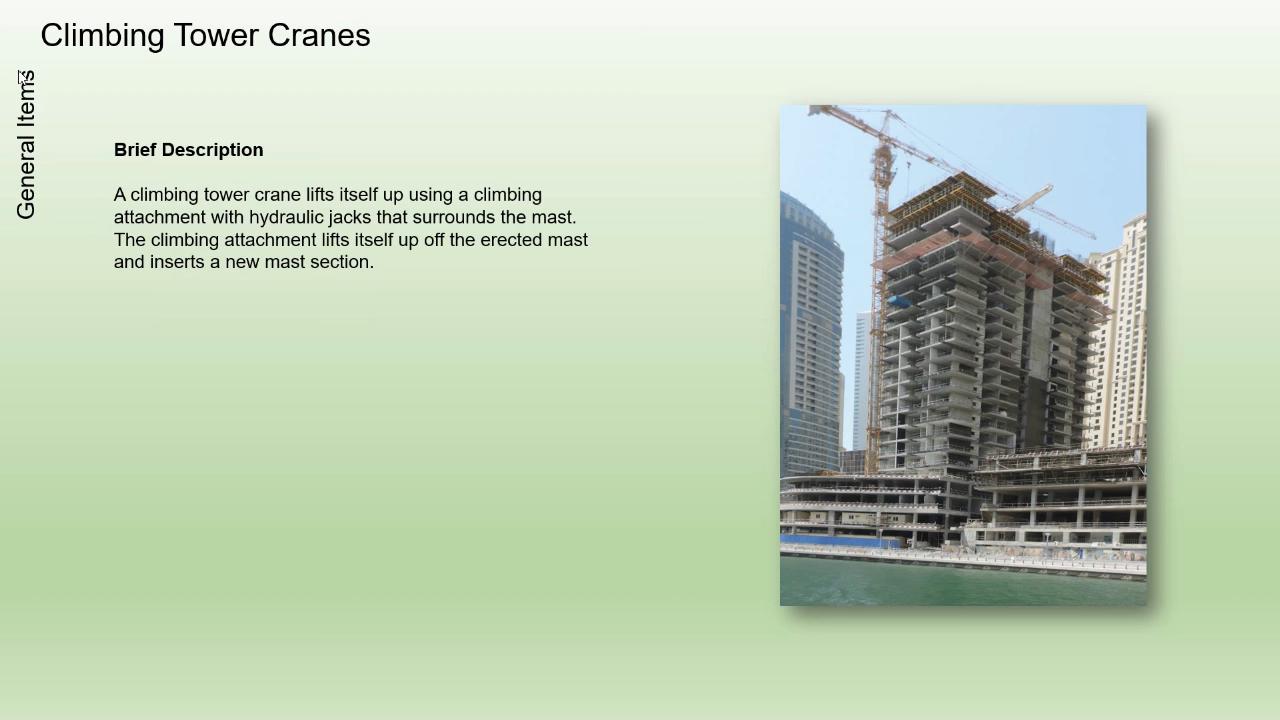 Climbing Tower Cranes
General Items
Brief Description
A climbing tower crane lifts itself up using a climbing
attachment with hydraulic jacks that surrounds the mast.
The climbing attachment lifts itself up off the erected mast
and inserts a new mast section.